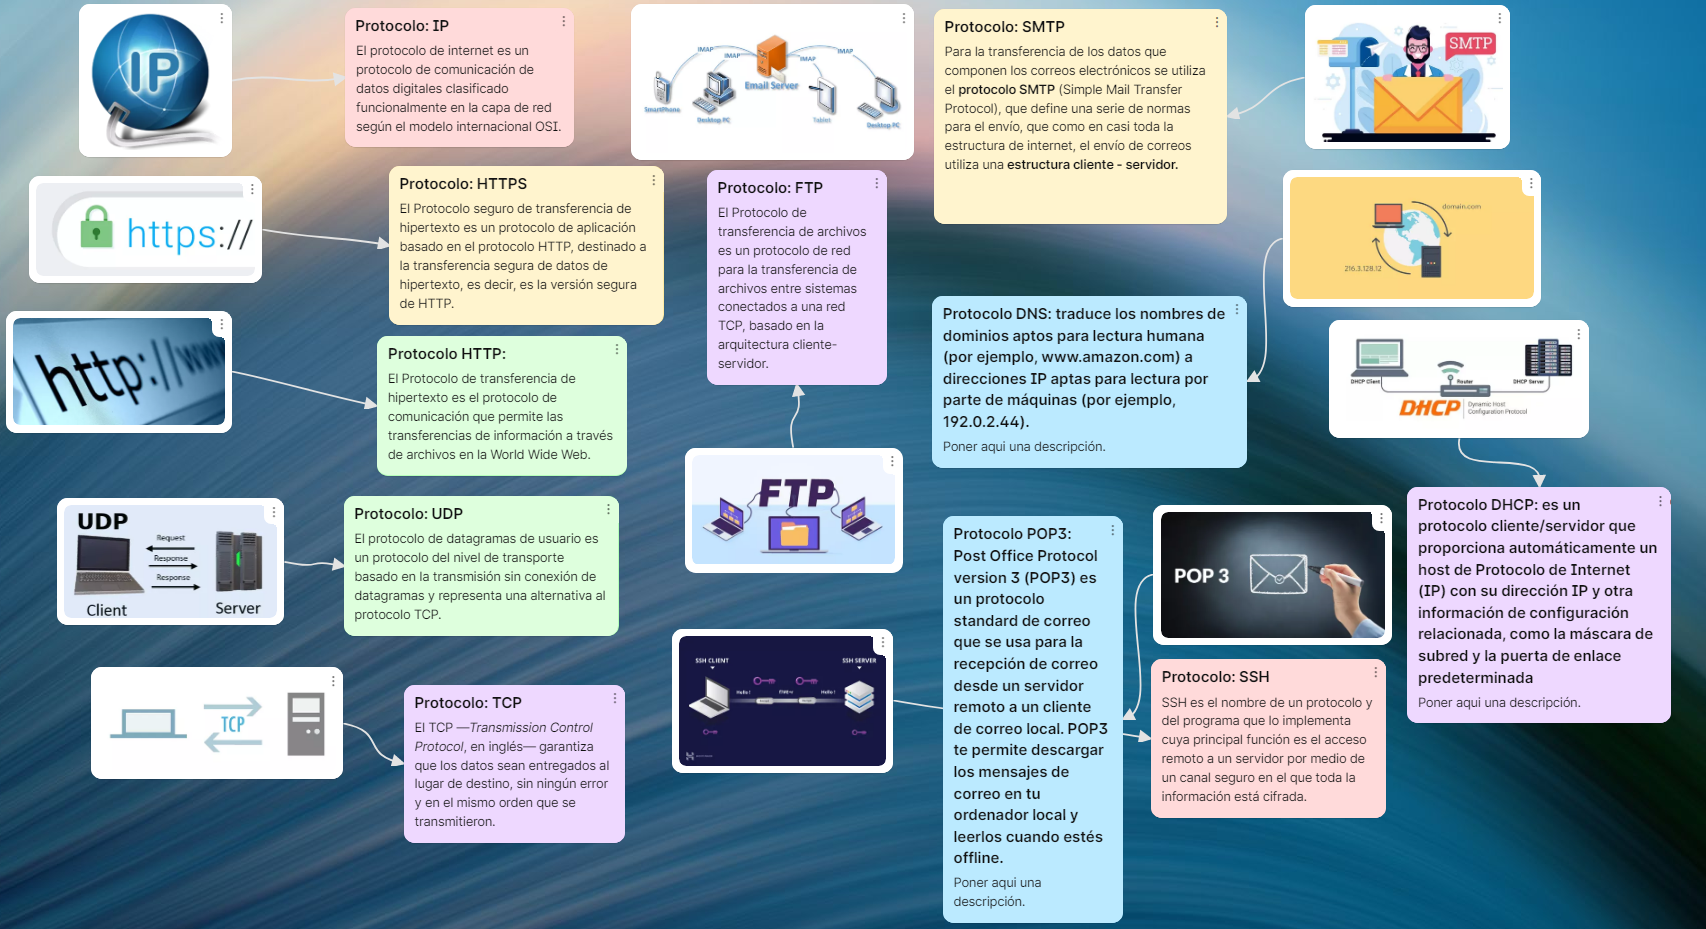 IP
Protocolo: IP
El protocolo de internet es un
protocolo de comunicación de
datos digitales clasificado
funcionalmente en la capa de red
según el modelo internacional OSI.
IMAP
IMAP
IMAP
IMAP
Email Server
SmartPhone
Desktop PC
Tablet
Desktop PC
Protocolo: SMTP
Para la transferencia de los datos que
componen los correos electrónicos se utiliza
el protocolo SMTP (Simple Mail Transfer
Protocol), que define una serie de normas
para el envío, que como en casi toda la
estructura de internet, el envío de correos
utiliza una estructura cliente - servidor.
SMTP
https://
Protocolo: HTTPS
El Protocolo seguro de transferencia de
hipertexto es un protocolo de aplicación
basado en el protocolo HTTP, destinado a
la transferencia segura de datos de
hipertexto, es decir, es la versión segura
de HTTP.
Protocolo: FTP
El Protocolo de
transferencia de archivos
es un protocolo de red
para la transferencia de
archivos entre sistemas
conectados a una red
TCP, basado en la
arquitectura cliente-
servidor.
domain.com
216.3.128.12
http://www
Protocolo HTTP:
El Protocolo de transferencia de
hipertexto es el protocolo de
comunicación que permite las
transferencias de información a través
de archivos en la World Wide Web.
Protocolo DNS: traduce los nombres de
dominios aptos para lectura humana
(por ejemplo, www.amazon.com) a
direcciones IP aptas para lectura por
parte de máquinas (por ejemplo,
192.0.2.44).
Poner aqui una descripción.
DHCP Client
Router
DHCP Server
DHCP
Dynamic Host
Configuration Protocol
UDP
Request
Response
Response
Client
Server
Protocolo: UDP
El protocolo de datagramas de usuario es
un protocolo del nivel de transporte
basado en la transmisión sin conexión de
datagramas y representa una alternativa al
protocolo TCP.
FTP
Protocolo POP3:
Post Office Protocol
version 3 (POP3) es
un protocolo
standard de correo
que se usa para la
recepción de correo
desde un servidor
remoto a un cliente
de correo local. POP3
te permite descargar
los mensajes de
correo en tu
ordenador local y
leerlos cuando estés
offline.
Poner aqui una
descripción.
POP 3
Protocolo DHCP: es un
protocolo cliente/servidor que
proporciona automáticamente un
host de Protocolo de Internet
(IP) con su dirección IP y otra
información de configuración
relacionada, como la máscara de
subred y la puerta de enlace
predeterminada
Poner aqui una descripción.
TCP
Protocolo: TCP
El TCP —Transmission Control
Protocol, en inglés— garantiza
que los datos sean entregados al
lugar de destino, sin ningún error
y en el mismo orden que se
transmitieron.
SSH CLIENT
SSH SERVER
Hello !
Hello !
Protocolo: SSH
SSH es el nombre de un protocolo y
del programa que lo implementa
cuya principal función es el acceso
remoto a un servidor por medio de
un canal seguro en el que toda la
información está cifrada.